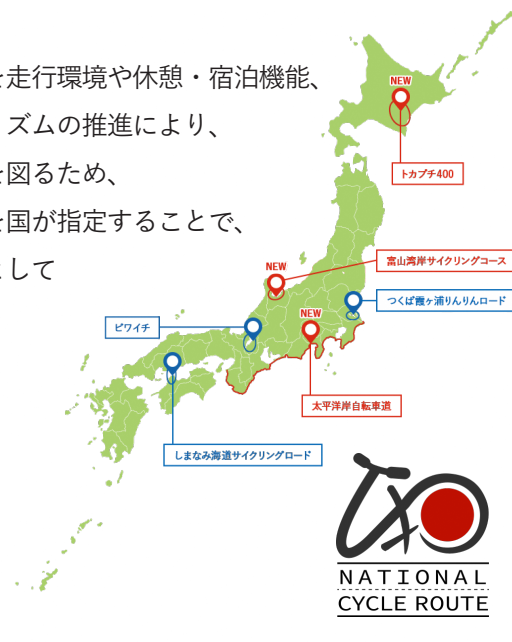 を走行環境や休憩・宿泊機能、
リズムの推進により、
を図るため、
を国が指定することで、
として
NEW
トカプチ400
富山湾岸サイクリングコース
NEW
つくば霞ヶ浦りんりんロード
NEW
ビワイチ
太平洋岸自転車道
しまなみ海道サイクリングロード
NATIONAL
CYCLE ROUTE